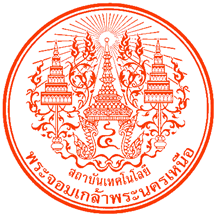 ๔
สถาบันเทคโนโลยี
พระจอมเกล้าพระนครเหนือ